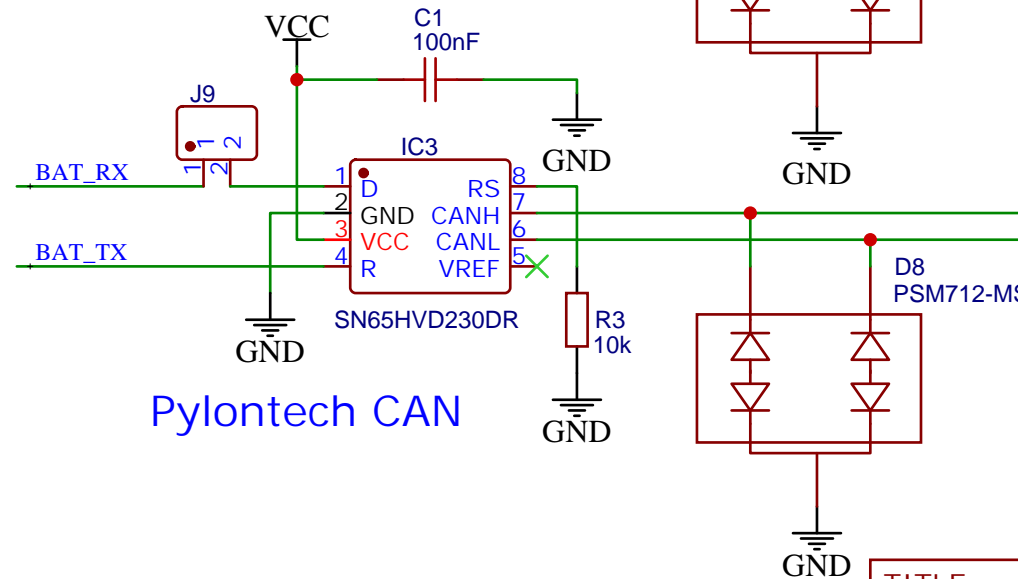 VCC
C1
100nF
GND
GND
J9
1 2
1 2
BAT_RX
IC3
1 D
2 GND
3 VCC
4 R
RS 8
CANH 7
CANL 6
VREF 5
BAT_TX
SN65HVD230DR
GND
R3
10k
GND
D8
PSM712-MS
Pylontech CAN
GND
TITLE